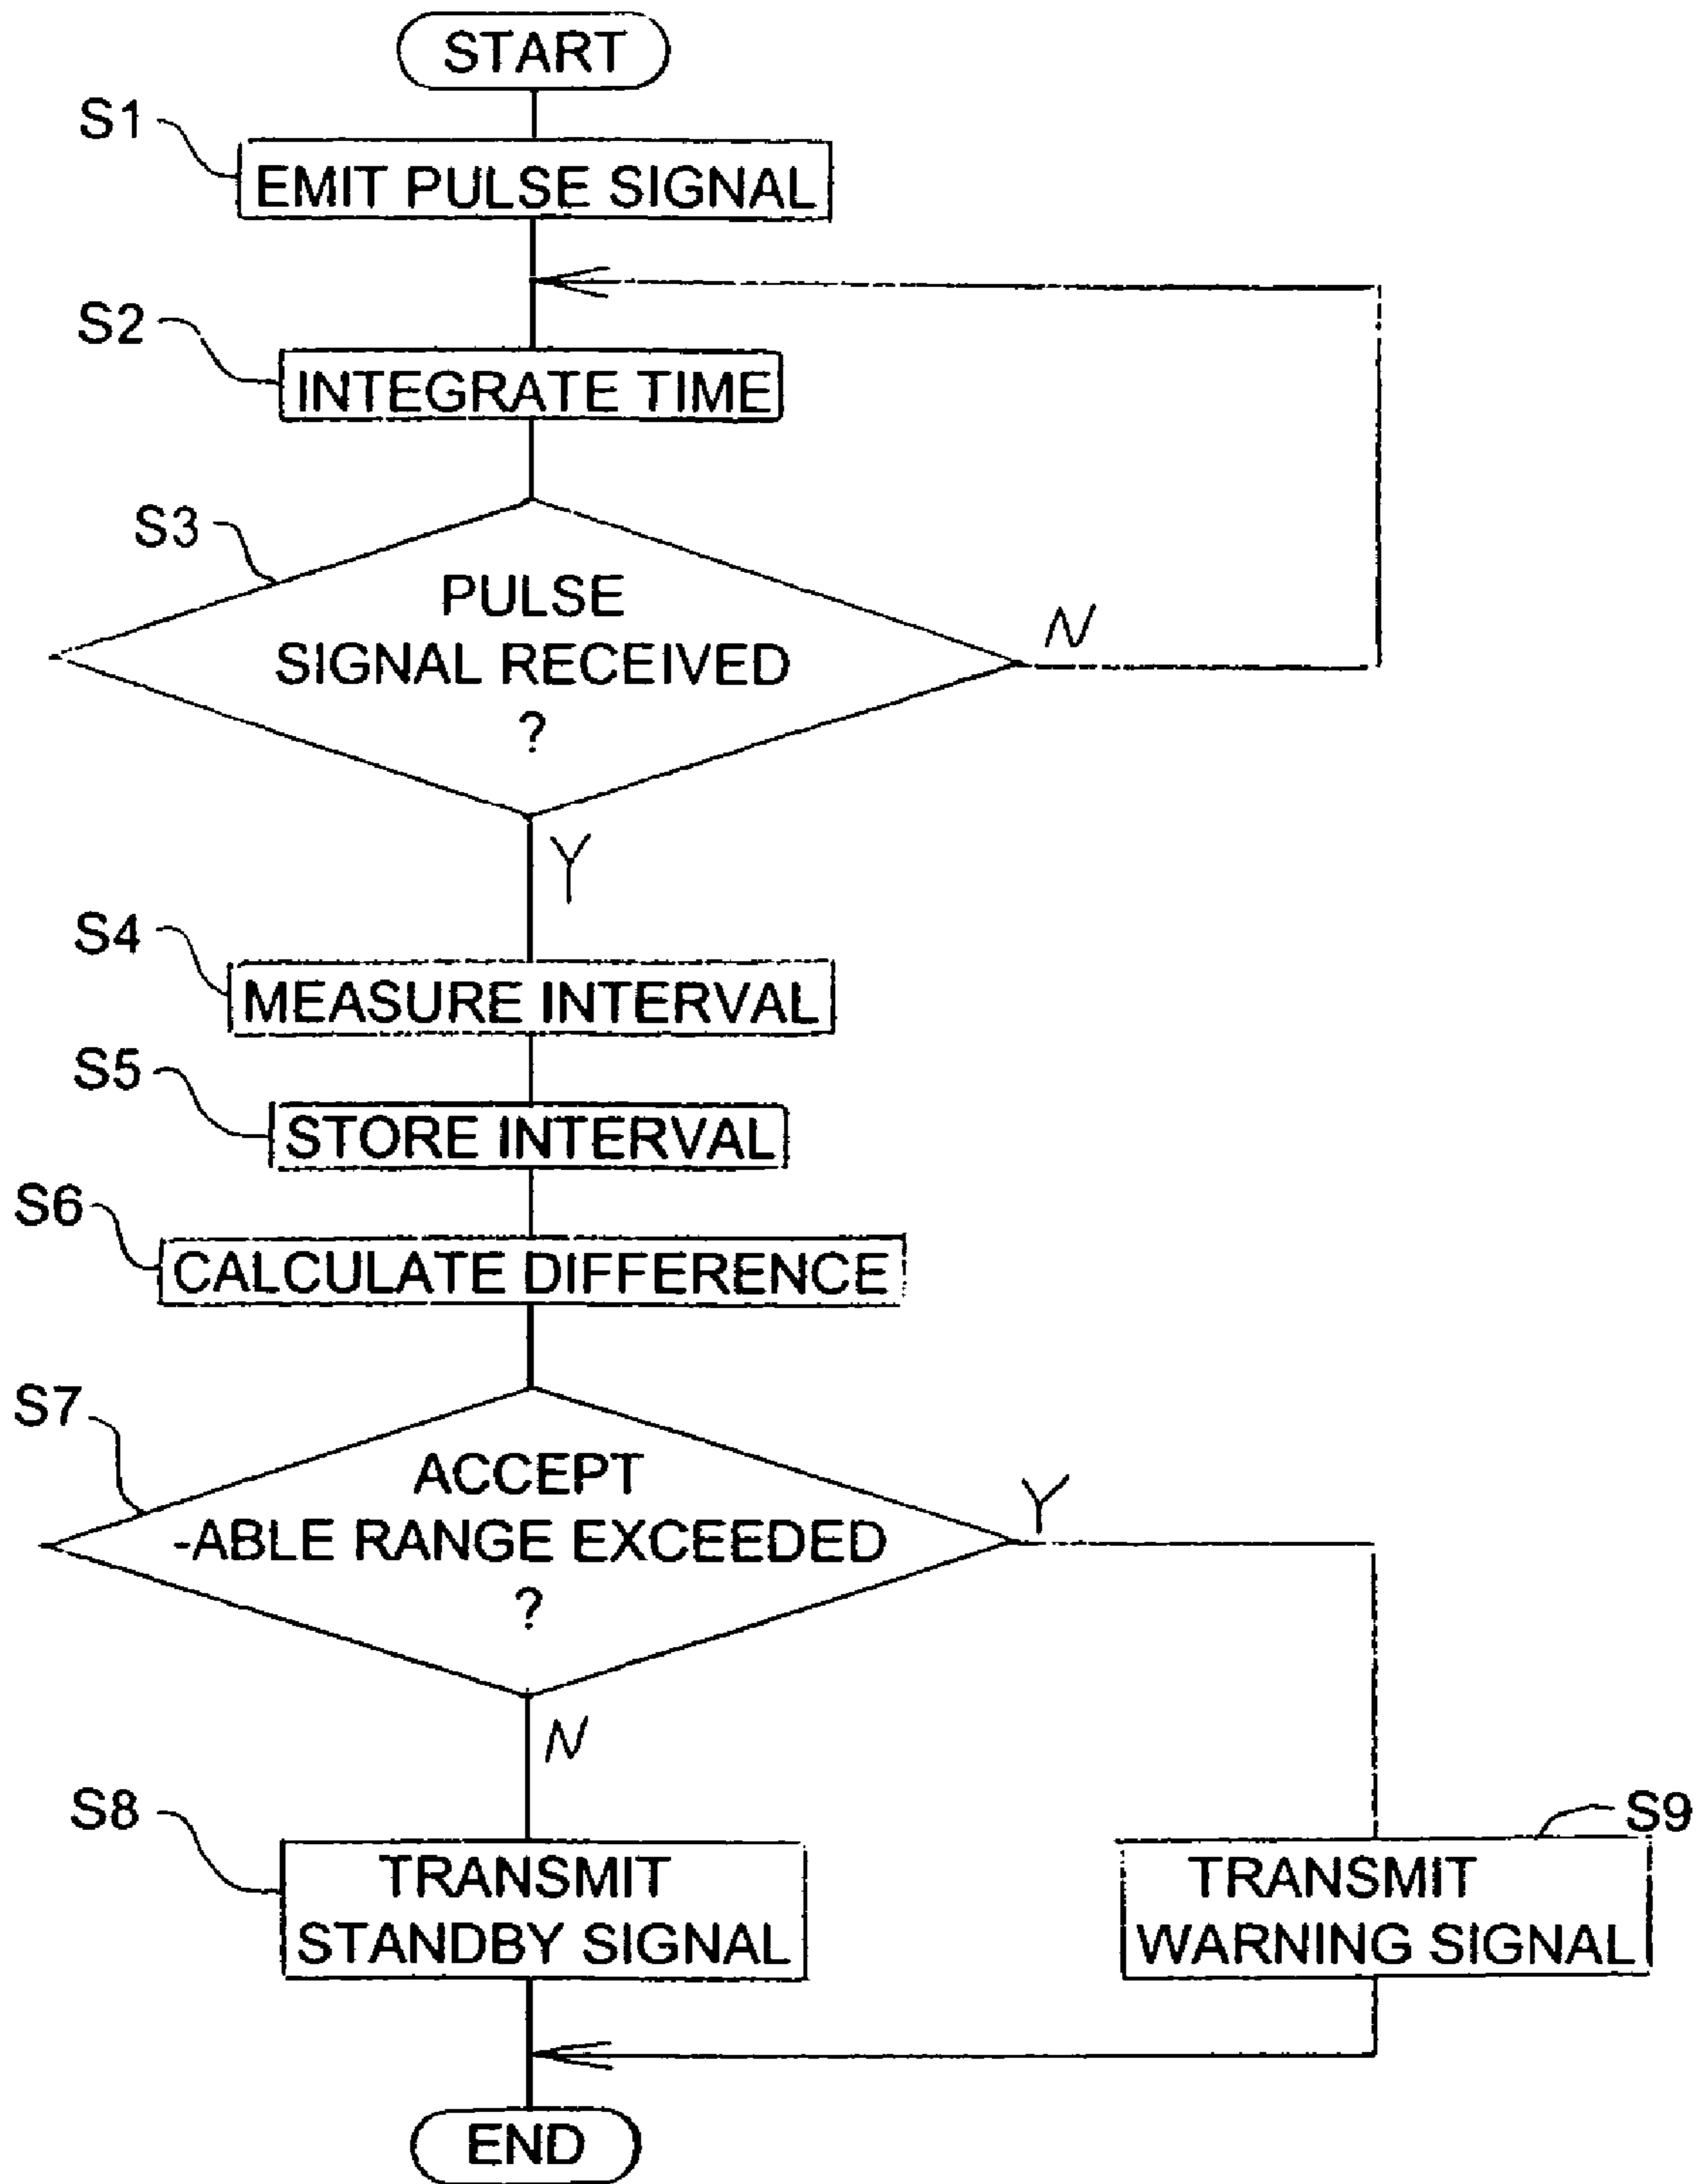 START
S1
EMIT PULSE SIGNAL
S2
INTEGRATE TIME
S3
PULSE
SIGNAL RECEIVED
?
N
Y
S4
MEASURE INTERVAL
S5
STORE INTERVAL
S6
CALCULATE DIFFERENCE
S7
ACCEPT
-ABLE RANGE EXCEEDED
?
Y
N
S8
TRANSMIT
STANDBY SIGNAL
S9
TRANSMIT
WARNING SIGNAL
END